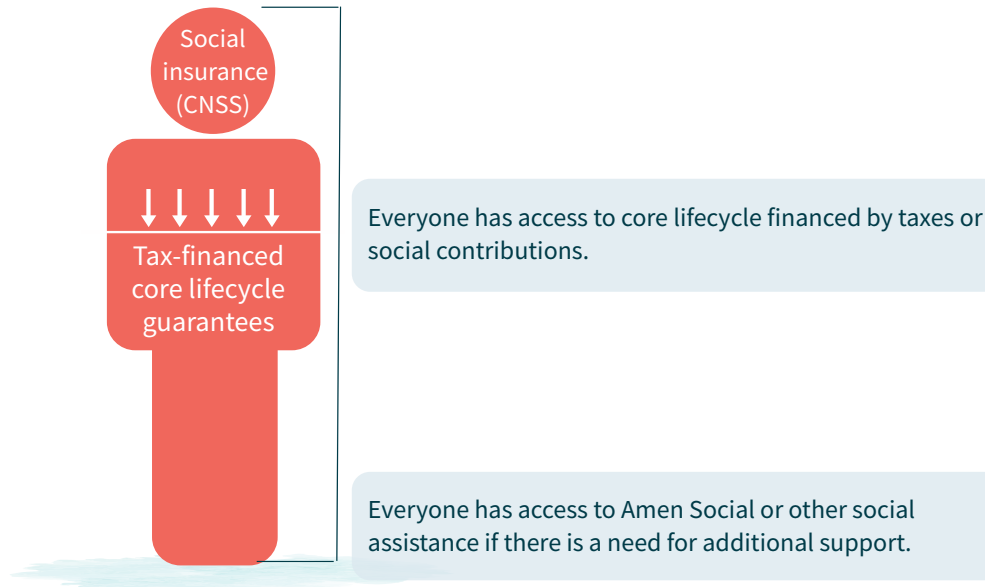 Social
insurance
(CNSS)
Tax-financed
core lifecycle
guarantees
Everyone has access to core lifecycle financed by taxes or
social contributions.
Everyone has access to Amen Social or other social
assistance if there is a need for additional support.